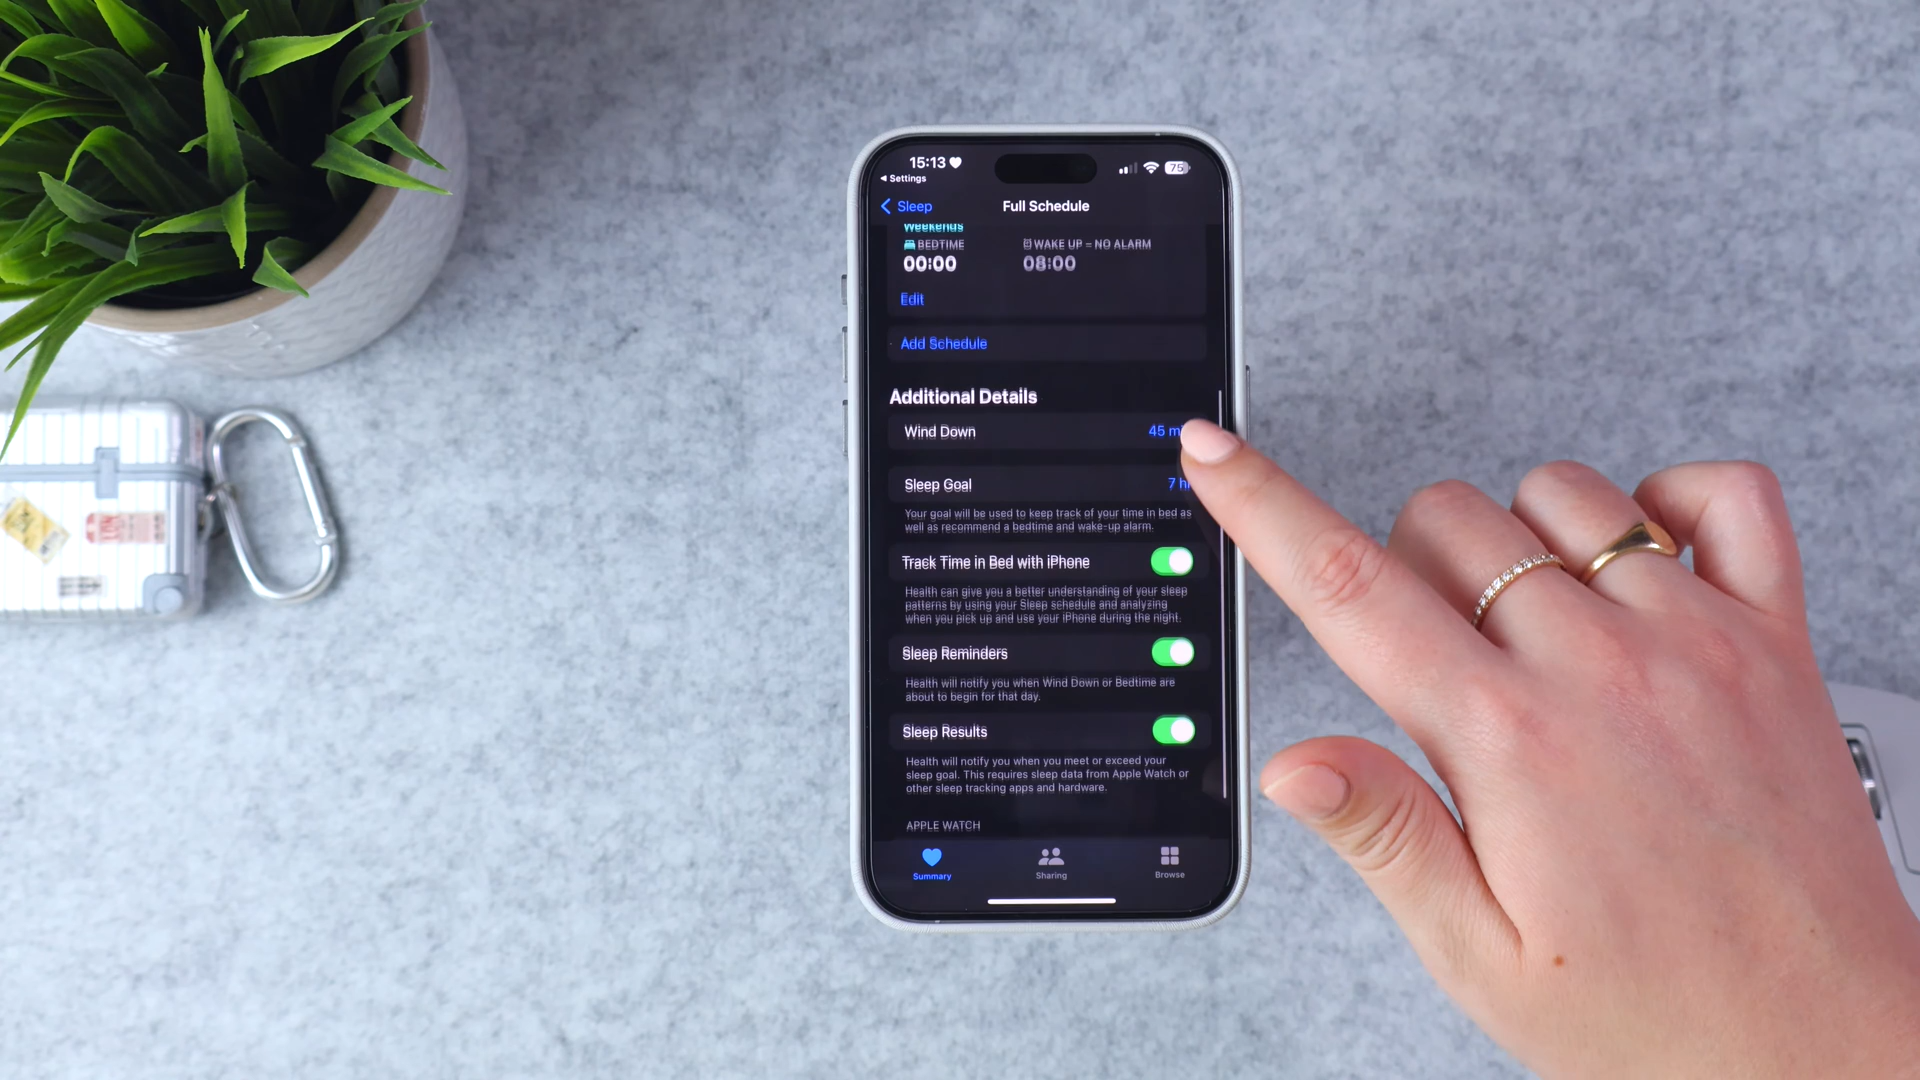 15:13
75
Settings
Sleep
Full Schedule
Weekends
BEDTIME
WAKE UP – NO ALARM
00:00
08:00
Edit
Add Schedule
Additional Details
Wind Down
45
Sleep Goal
7
Your goal will be used to keep track of your time in bed as
well as recommend a bedtime and wake-up alarm.
Track Time in Bed with iPhone
Health can give you a better understanding of your sleep
patterns by using your Sleep schedule and analyzing
when you pick up and use your iPhone during the night.
Sleep Reminders
Health will notify you when Wind Down or Bedtime are
about to begin for that day.
Sleep Results
Health will notify you when you meet or exceed your
sleep goal. This requires sleep data from Apple Watch or
other sleep tracking apps and hardware.
APPLE WATCH
Summary
Sharing
Browse